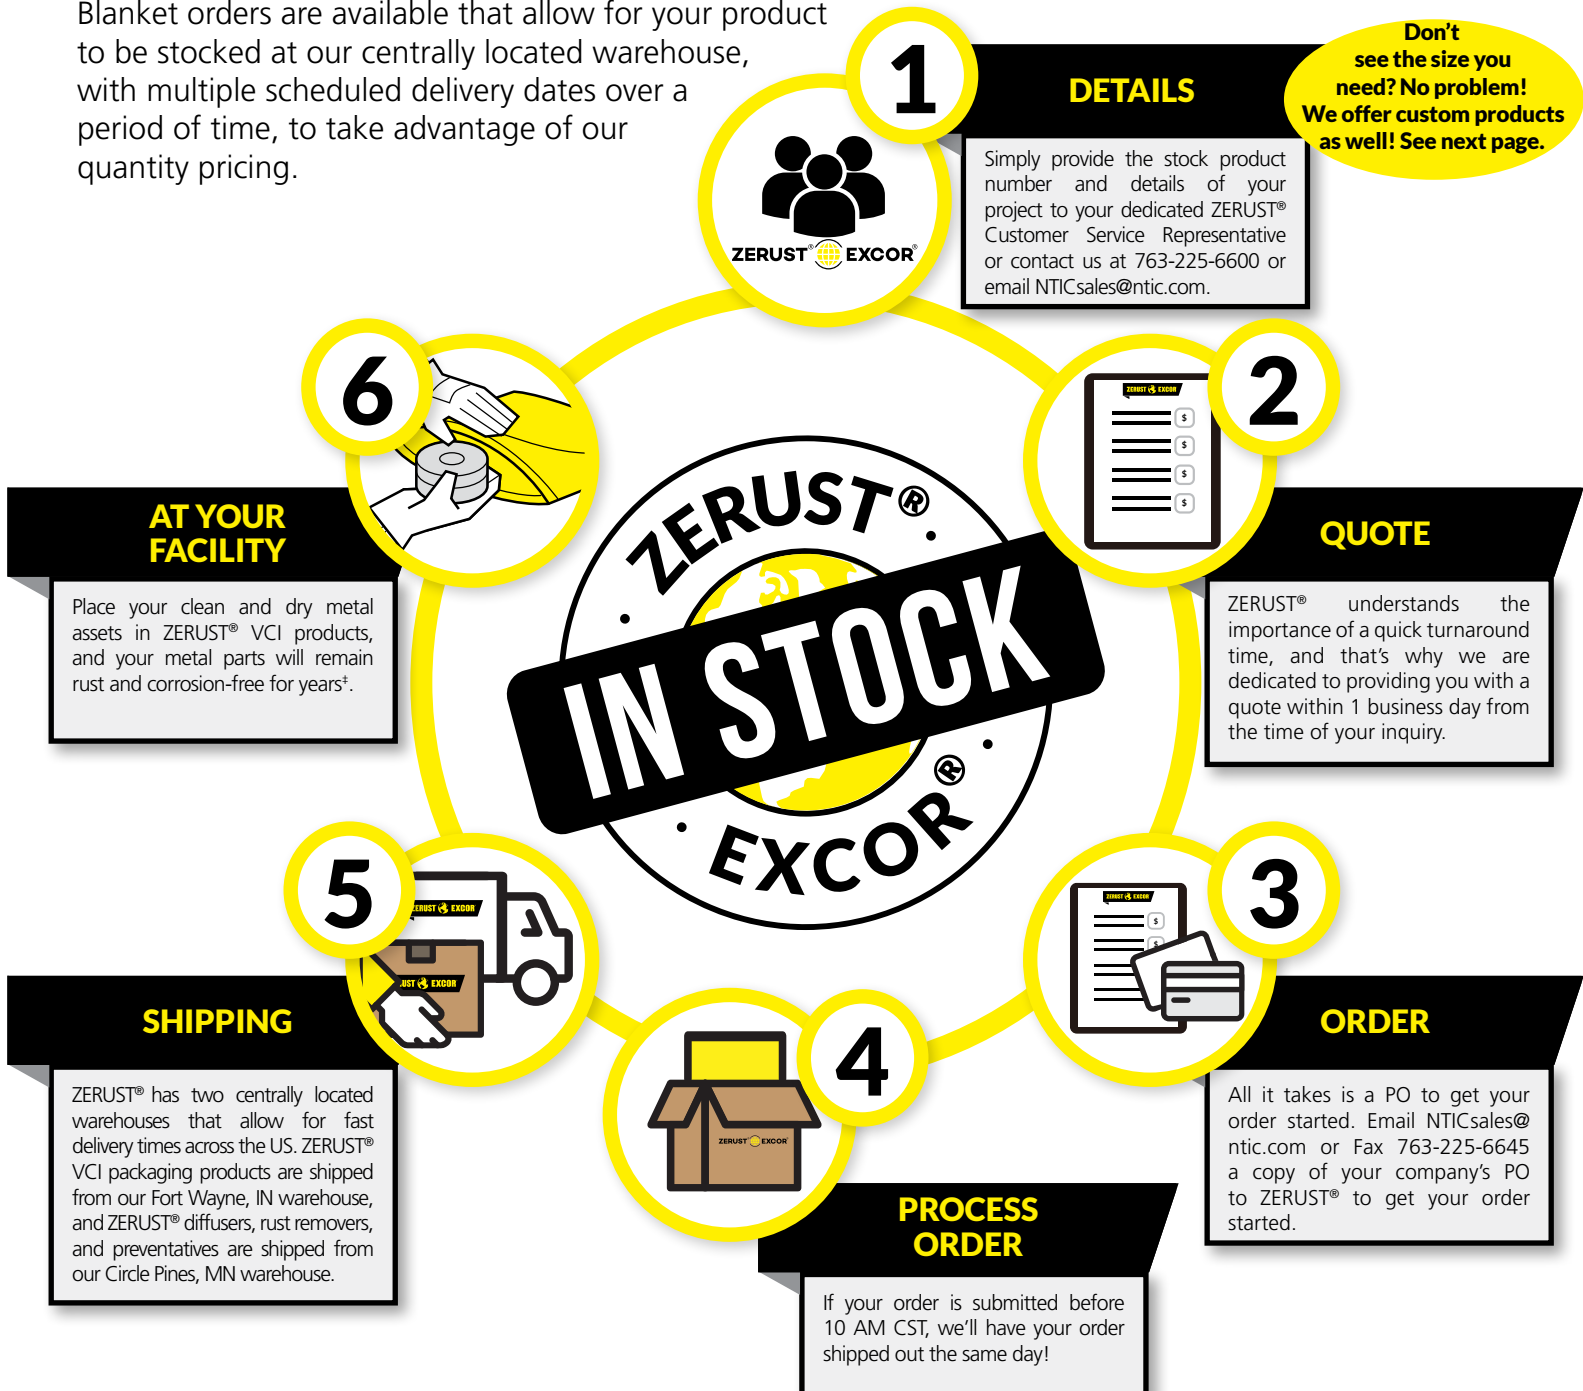 Blanket orders are available that allow for your product
to be stocked at our centrally located warehouse,
with multiple scheduled delivery dates over a
period of time, to take advantage of our
quantity pricing.
1
DETAILS
Don't
see the size you
need? No problem!
We offer custom products
as well! See next page.
Simply provide the stock product
number and details of your
project to your dedicated ZERUST®
Customer Service Representative
or contact us at 763-225-6600 or
email NTICsales@ntic.com.
ZERUST® EXCOR®
2
ZERUST EXCOR
$
$
$
$
QUOTE
ZERUST® understands the
importance of a quick turnaround
time, and that's why we are
dedicated to providing you with a
quote within 1 business day from
the time of your inquiry.
3
ZERUST EXCOR
$
$
ORDER
All it takes is a PO to get your
order started. Email NTICsales@
ntic.com or Fax 763-225-6645
a copy of your company's PO
to ZERUST® to get your order
started.
4
ZERUST EXCOR
PROCESS
ORDER
If your order is submitted before
10 AM CST, we'll have your order
shipped out the same day!
5
ZERUST EXCOR
UST EXCOR
SHIPPING
ZERUST® has two centrally located
warehouses that allow for fast
delivery times across the US. ZERUST®
VCI packaging products are shipped
from our Fort Wayne, IN warehouse,
and ZERUST® diffusers, rust removers,
and preventatives are shipped from
our Circle Pines, MN warehouse.
6
AT YOUR
FACILITY
Place your clean and dry metal
assets in ZERUST® VCI products,
and your metal parts will remain
rust and corrosion-free for years‡.
ZERUST®
IN STOCK
EXCOR®